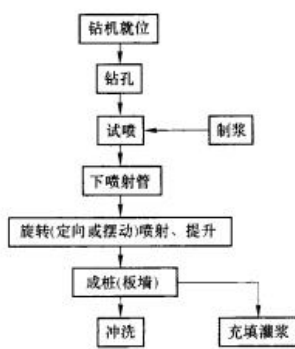 钻机就位
钻孔
试喷
制浆
下喷射管
旋转(定向或摆动)喷射、提升
成桩(板墙)
冲洗
充填灌浆